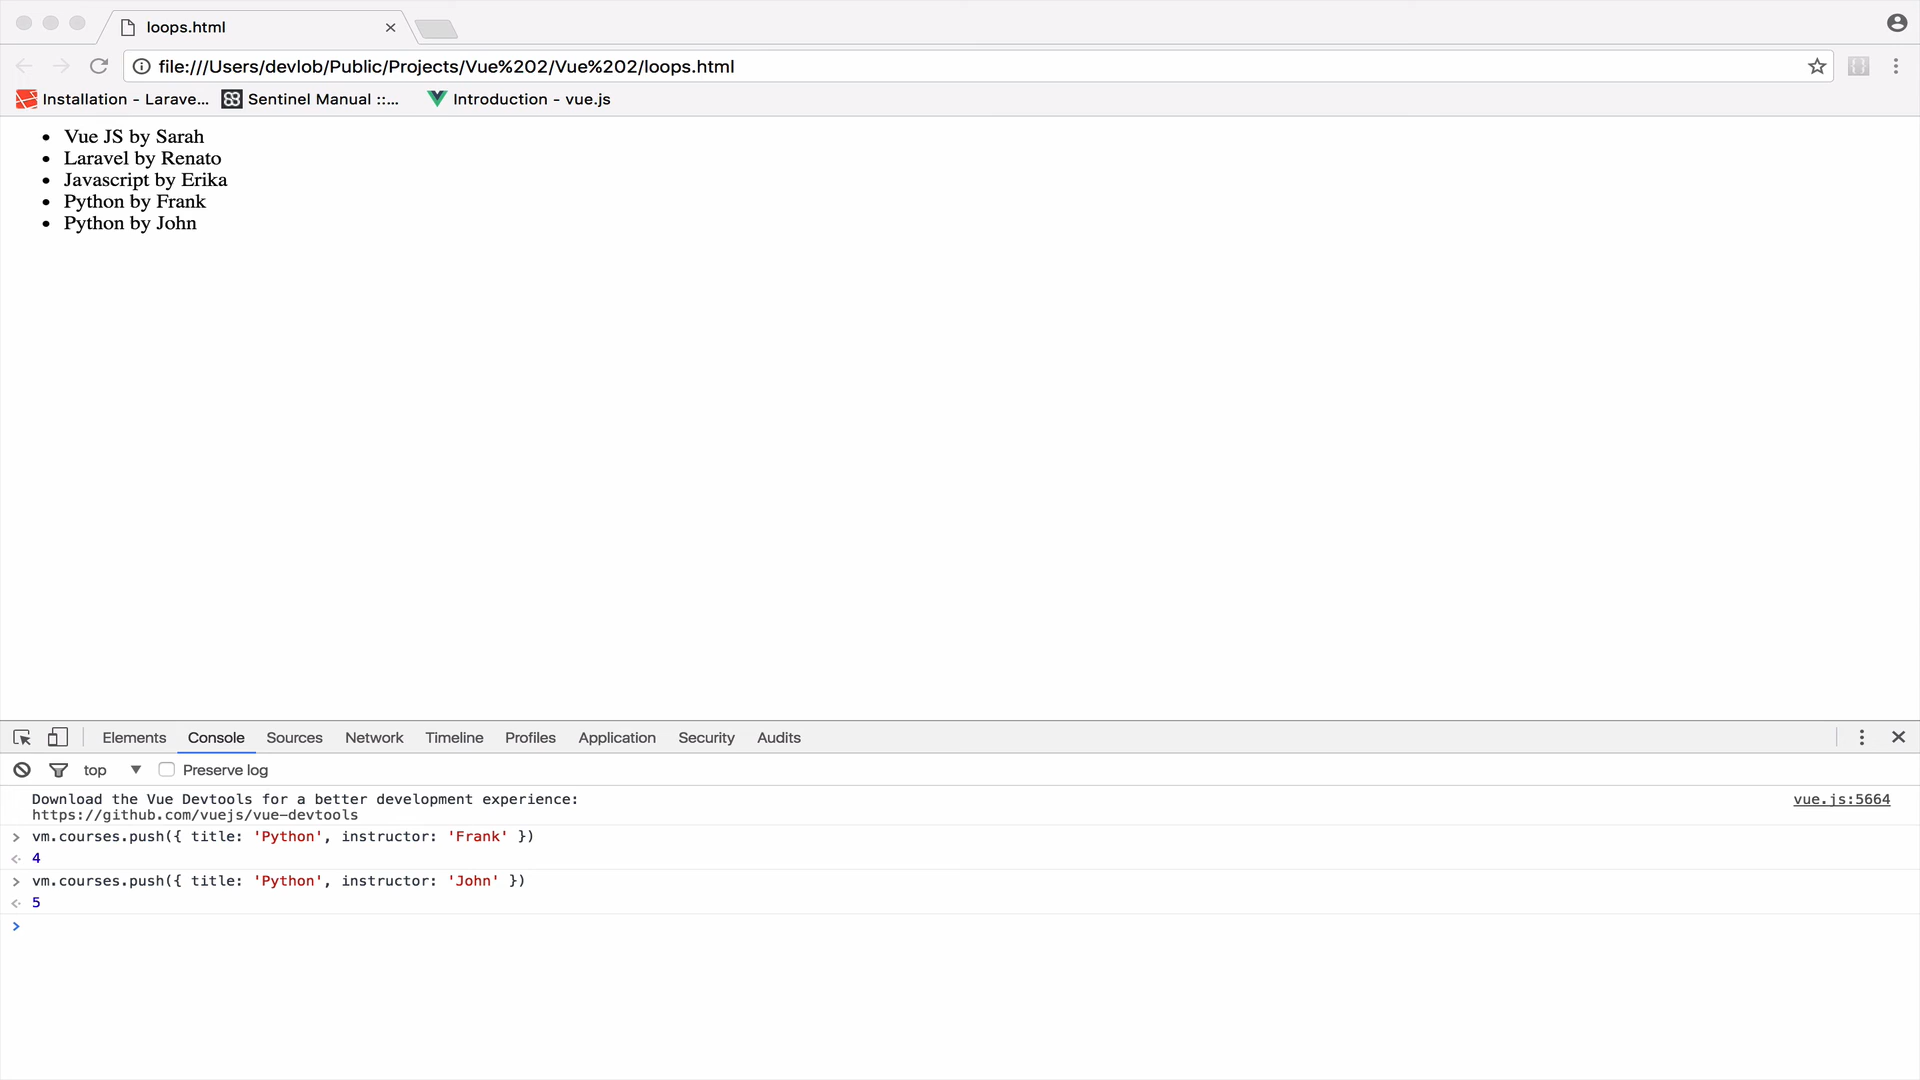 loops.html
file:///Users/devlob/Public/Projects/Vue%202/Vue%202/loops.html
Installation - Larave... Sentinel Manual ::... Introduction - vue.js
• Vue JS by Sarah
• Laravel by Renato
• Javascript by Erika
• Python by Frank
• Python by John
Elements Console Sources Network Timeline Profiles Application Security Audits
top Preserve log
Download the Vue Devtools for a better development experience: vue.js:5664
https://github.com/vuejs/vue-devtools
> vm.courses.push({ title: 'Python', instructor: 'Frank' })
4
> vm.courses.push({ title: 'Python', instructor: 'John' })
5
>